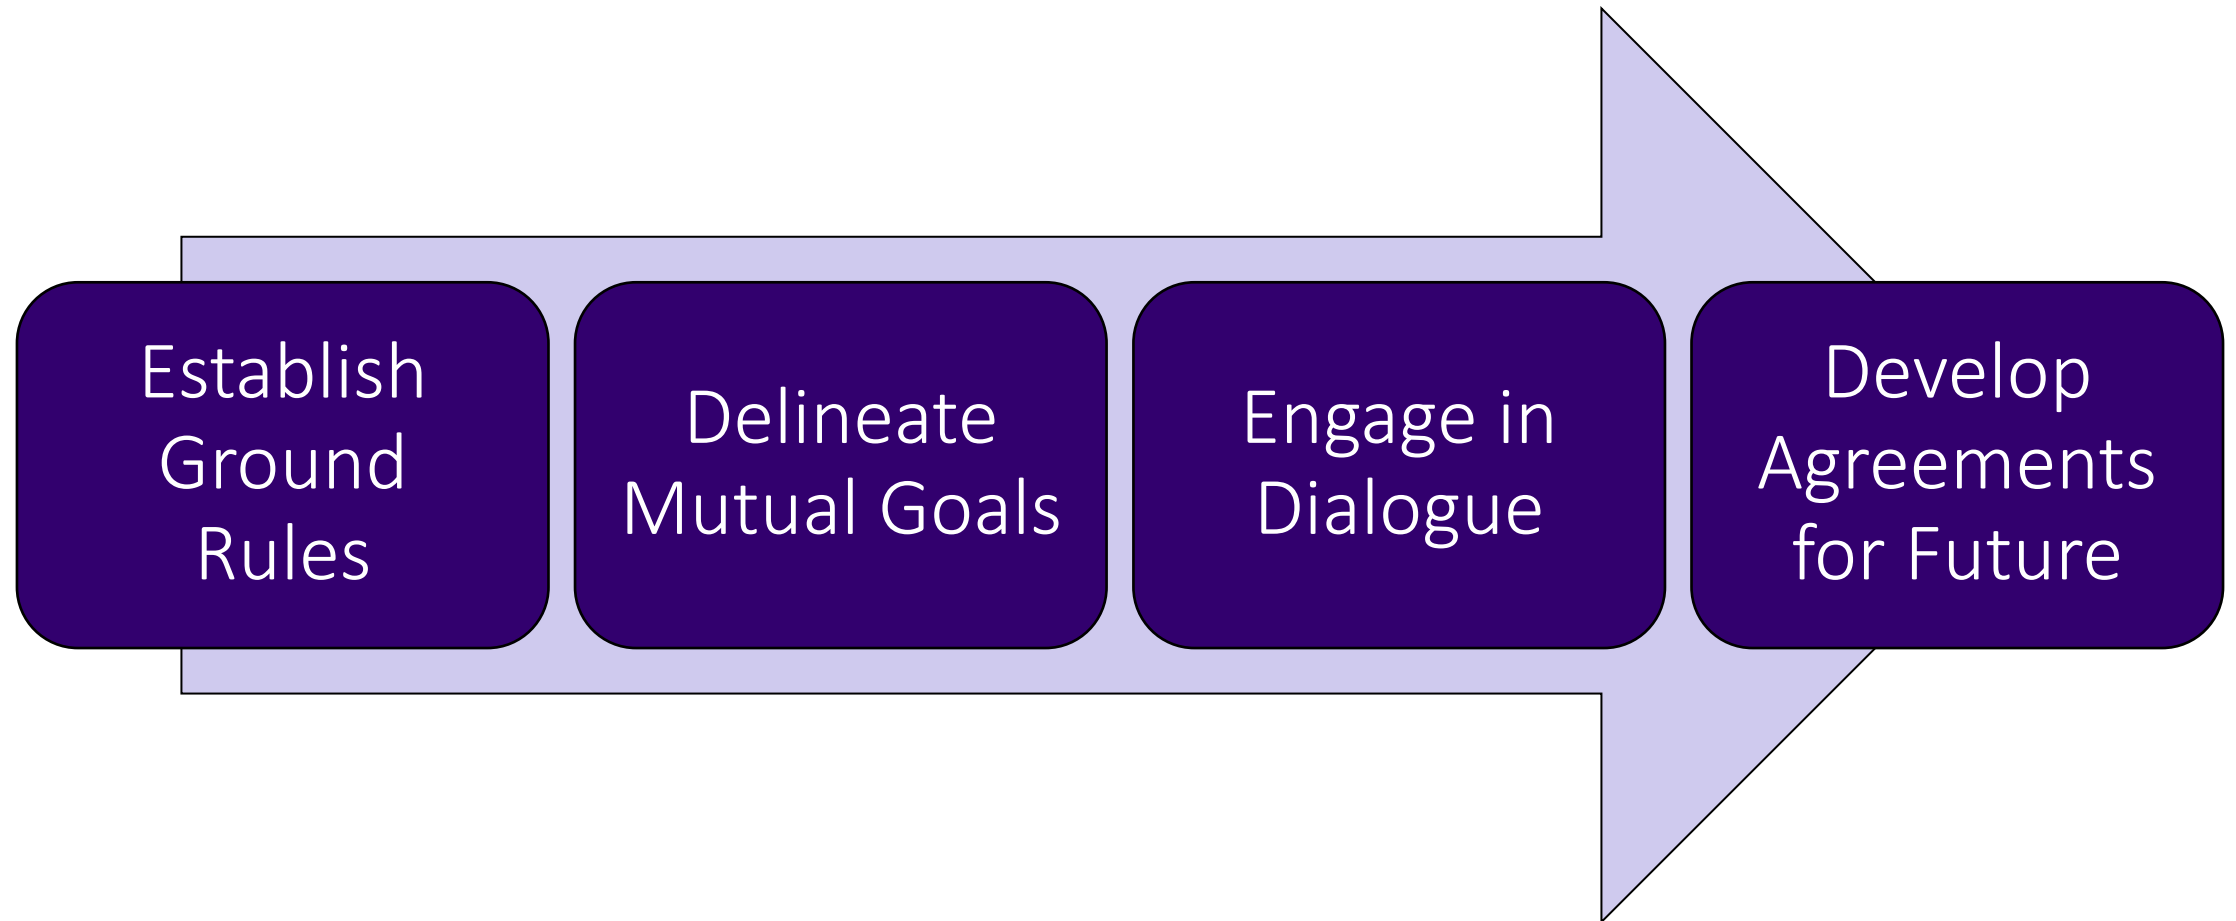 Establish
Ground
Rules
Delineate
Mutual Goals
Engage in
Dialogue
Develop
Agreements
for Future